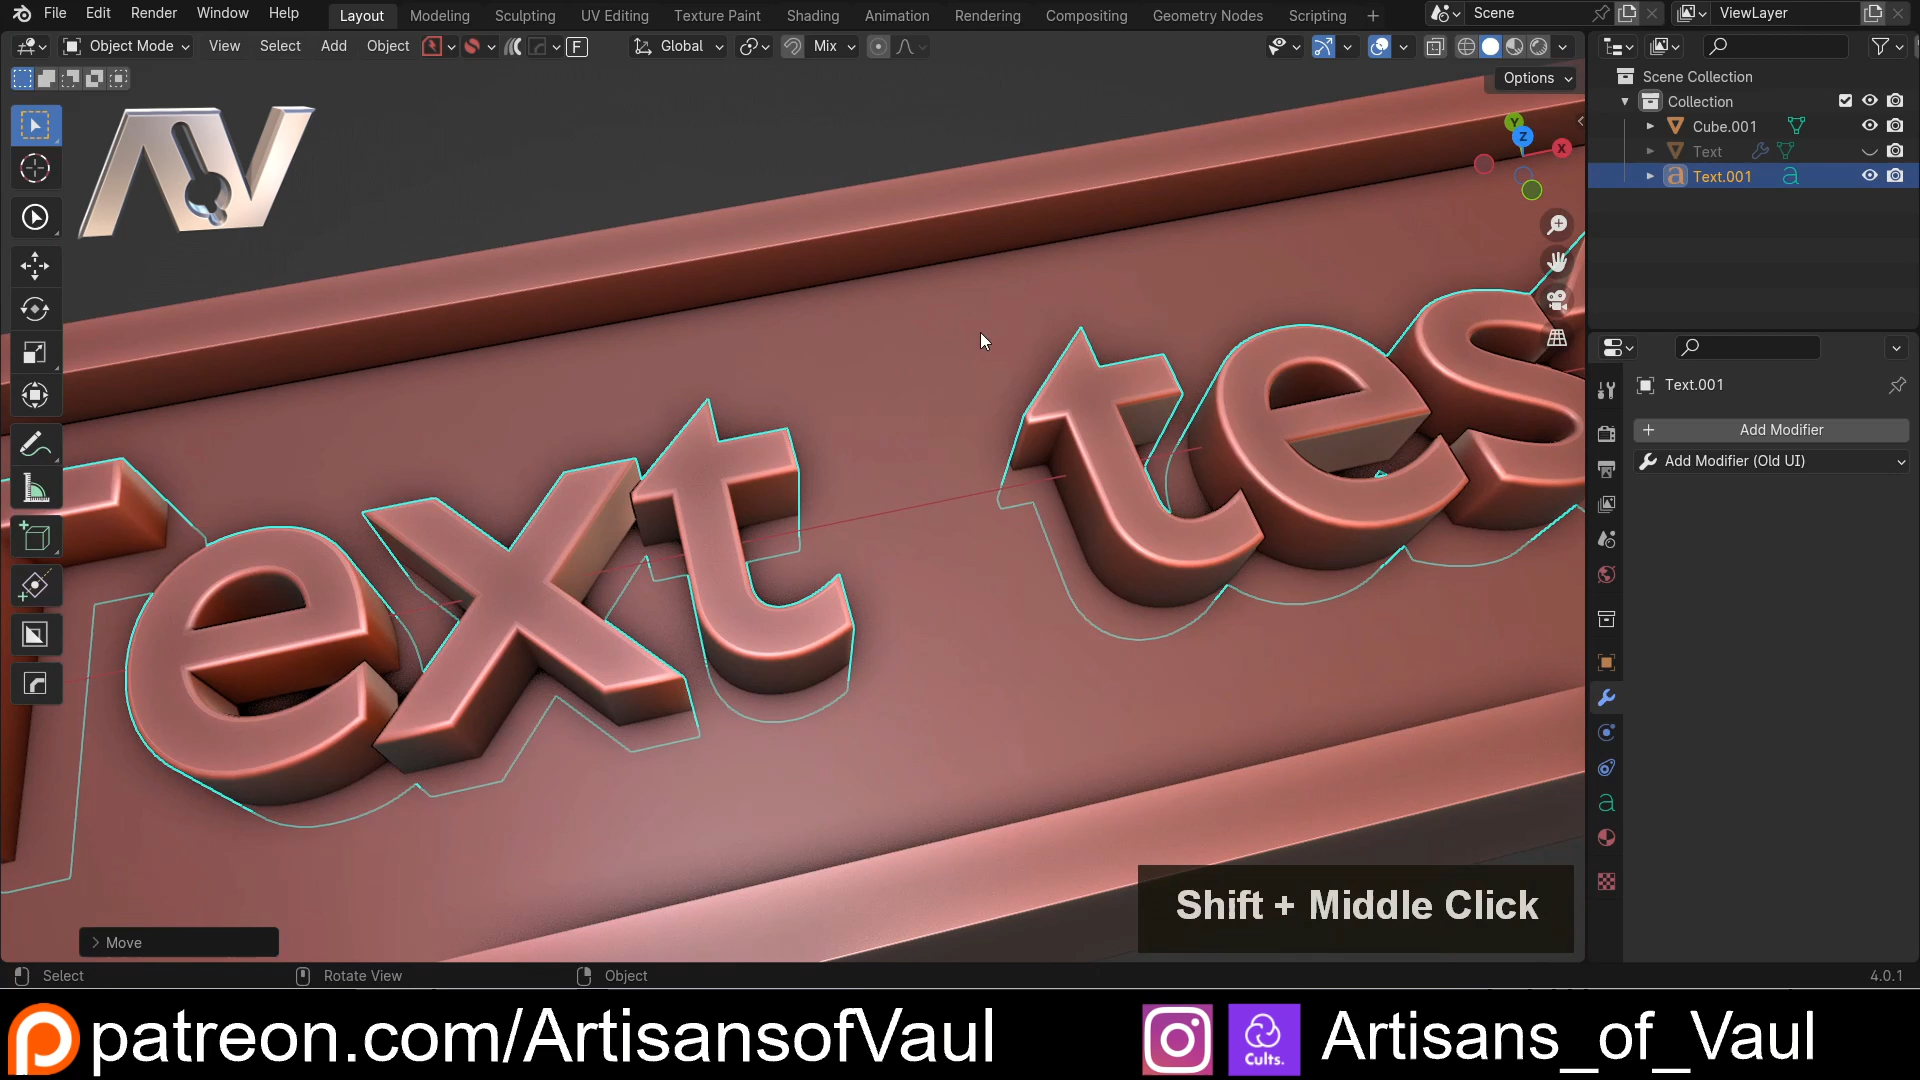 File Edit Render Window Help Layout Modeling Sculpting UV Editing Texture Paint Shading Animation Rendering Compositing Geometry Nodes Scripting + Scene ViewLayer
Object Mode View Select Add Object F Global Mix
Options
Scene Collection
Collection
Cube.001
Text
Text.001
AV
Y
Z
X
Text tes
Text.001
Add Modifier
Add Modifier (Old UI)
Shift + Middle Click
Move
Select Rotate View Object 4.0.1
patreon.com/ArtisansofVaul
Cults.
Artisans_of_Vaul